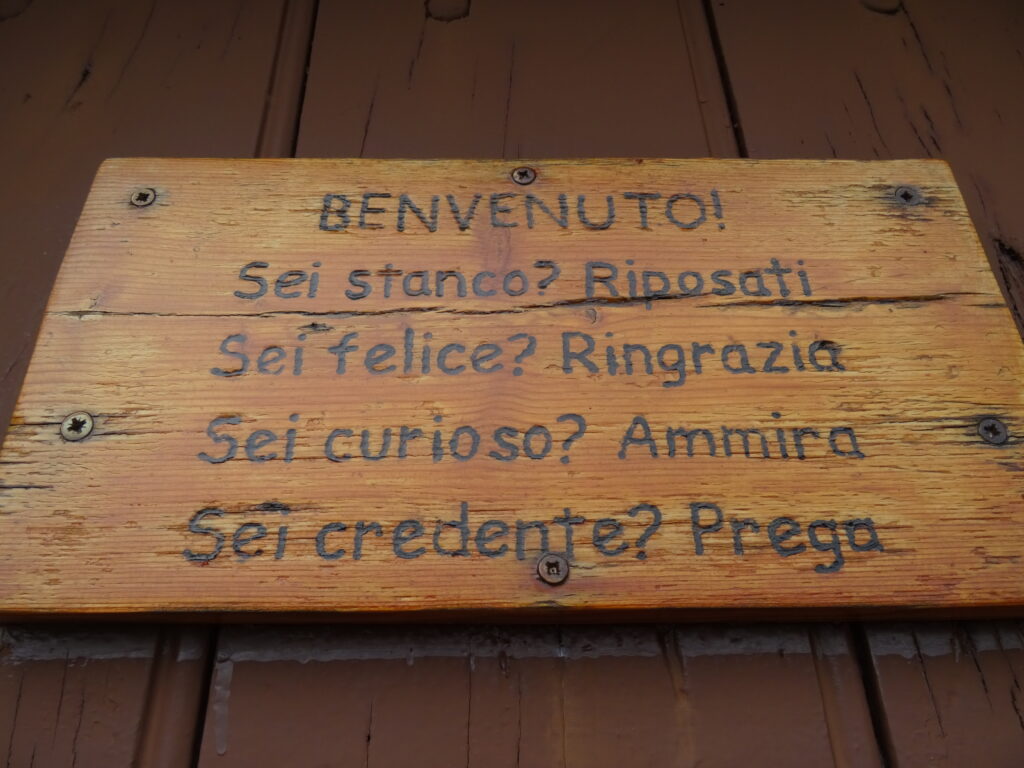 BENVENUTO!
Sei stanco? Riposati
Sei felice? Ringrazia
Sei curioso? Ammira
Sei credente? Prega